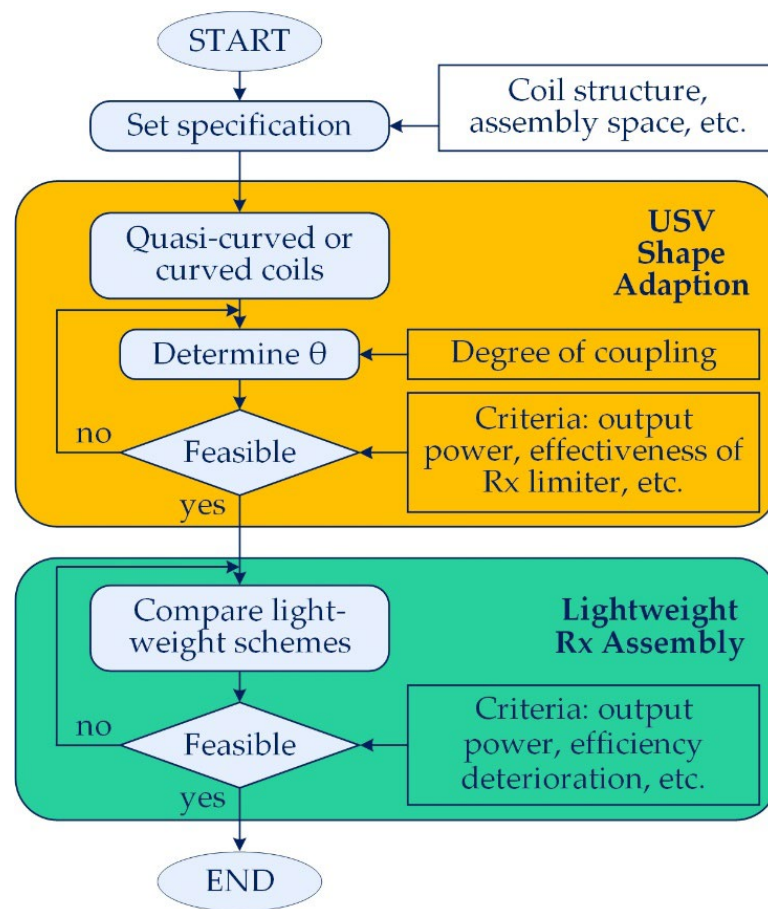 START
Set specification
Coil structure,
assembly space, etc.
USV
Shape
Adaption
Quasi-curved or
curved coils
Determine θ
Degree of coupling
no
Feasible
Criteria: output
power, effectiveness of
Rx limiter, etc.
yes
Lightweight
Rx Assembly
Compare light-
weight schemes
no
Feasible
Criteria: output
power, efficiency
deterioration, etc.
yes
END